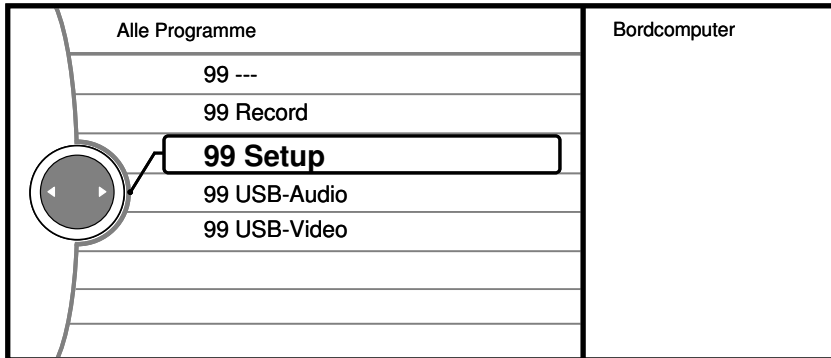 Alle Programme
99 ---
99 Record
99 Setup
99 USB-Audio
99 USB-Video
Bordcomputer